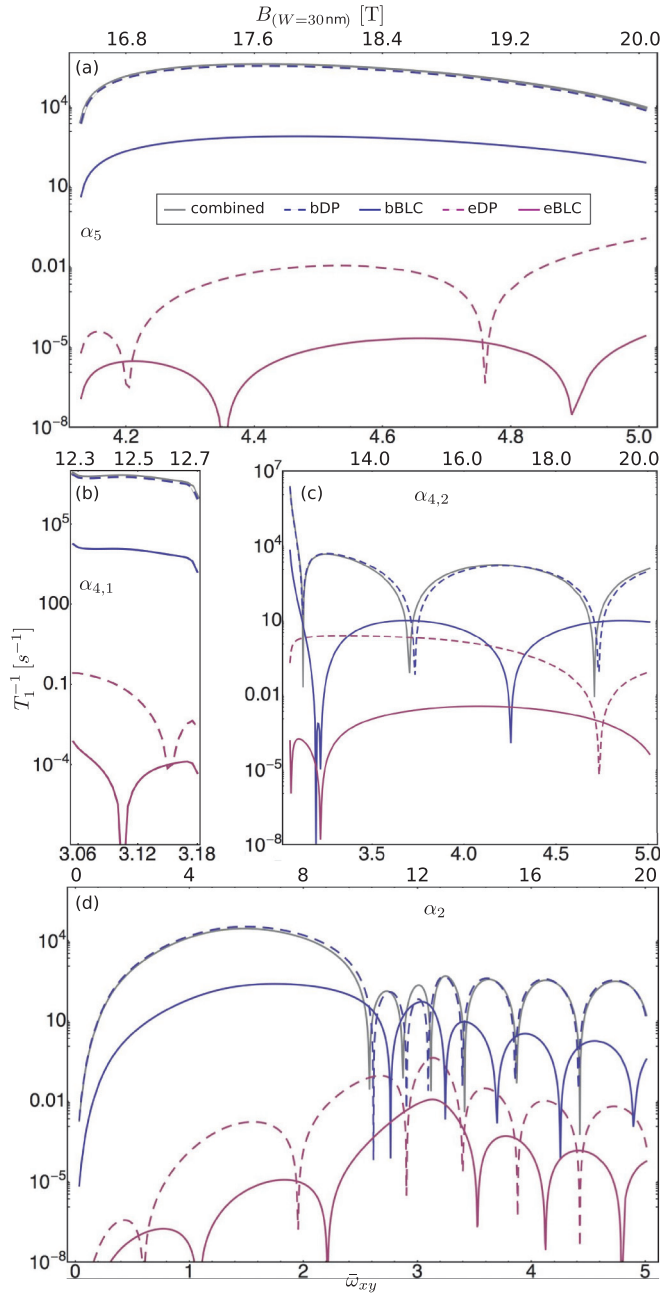 B(W=30nm) [T]
16.8 17.6 18.4 19.2 20.0
(a)
10^4
10
0.01
10^-5
10^-8
combined bDP bBLC eDP eBLC
α5
4.2 4.4 4.6 4.8 5.0
12.3 12.5 12.7
(b)
10^5
100
0.1
10^-4
α4,1
3.06 3.12 3.18
T1^-1 [s^-1]
14.0 16.0 18.0 20.0
(c)
α4,2
10^7
10^4
10
0.01
10^-5
10^-8
3.5 4.0 4.5 5.0
0 4 8 12 16 20
(d)
α2
10^4
10
0.01
10^-5
10^-8
0 1 2 3 4 5
ω̄xy